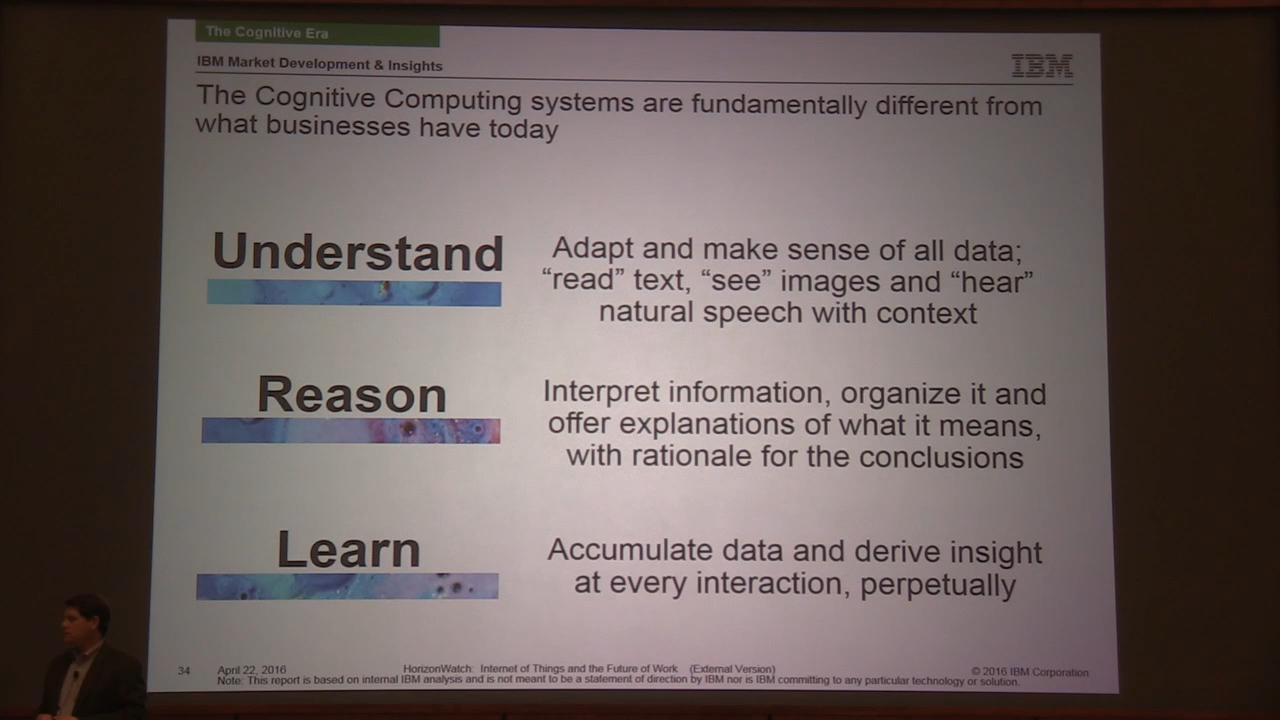 The Cognitive Era
IBM Market Development & Insights
IBM
The Cognitive Computing systems are fundamentally different from
what businesses have today
Understand
Adapt and make sense of all data;
“read” text, “see” images and “hear”
natural speech with context
Reason
Interpret information, organize it and
offer explanations of what it means,
with rationale for the conclusions
Learn
Accumulate data and derive insight
at every interaction, perpetually
34 April 22, 2016 HorizonWatch: Internet of Things and the Future of Work (External Version) © 2016 IBM Corporation
Note: This report is based on internal IBM analysis and is not meant to be a statement of direction by IBM nor is IBM committing to any particular technology or solution.